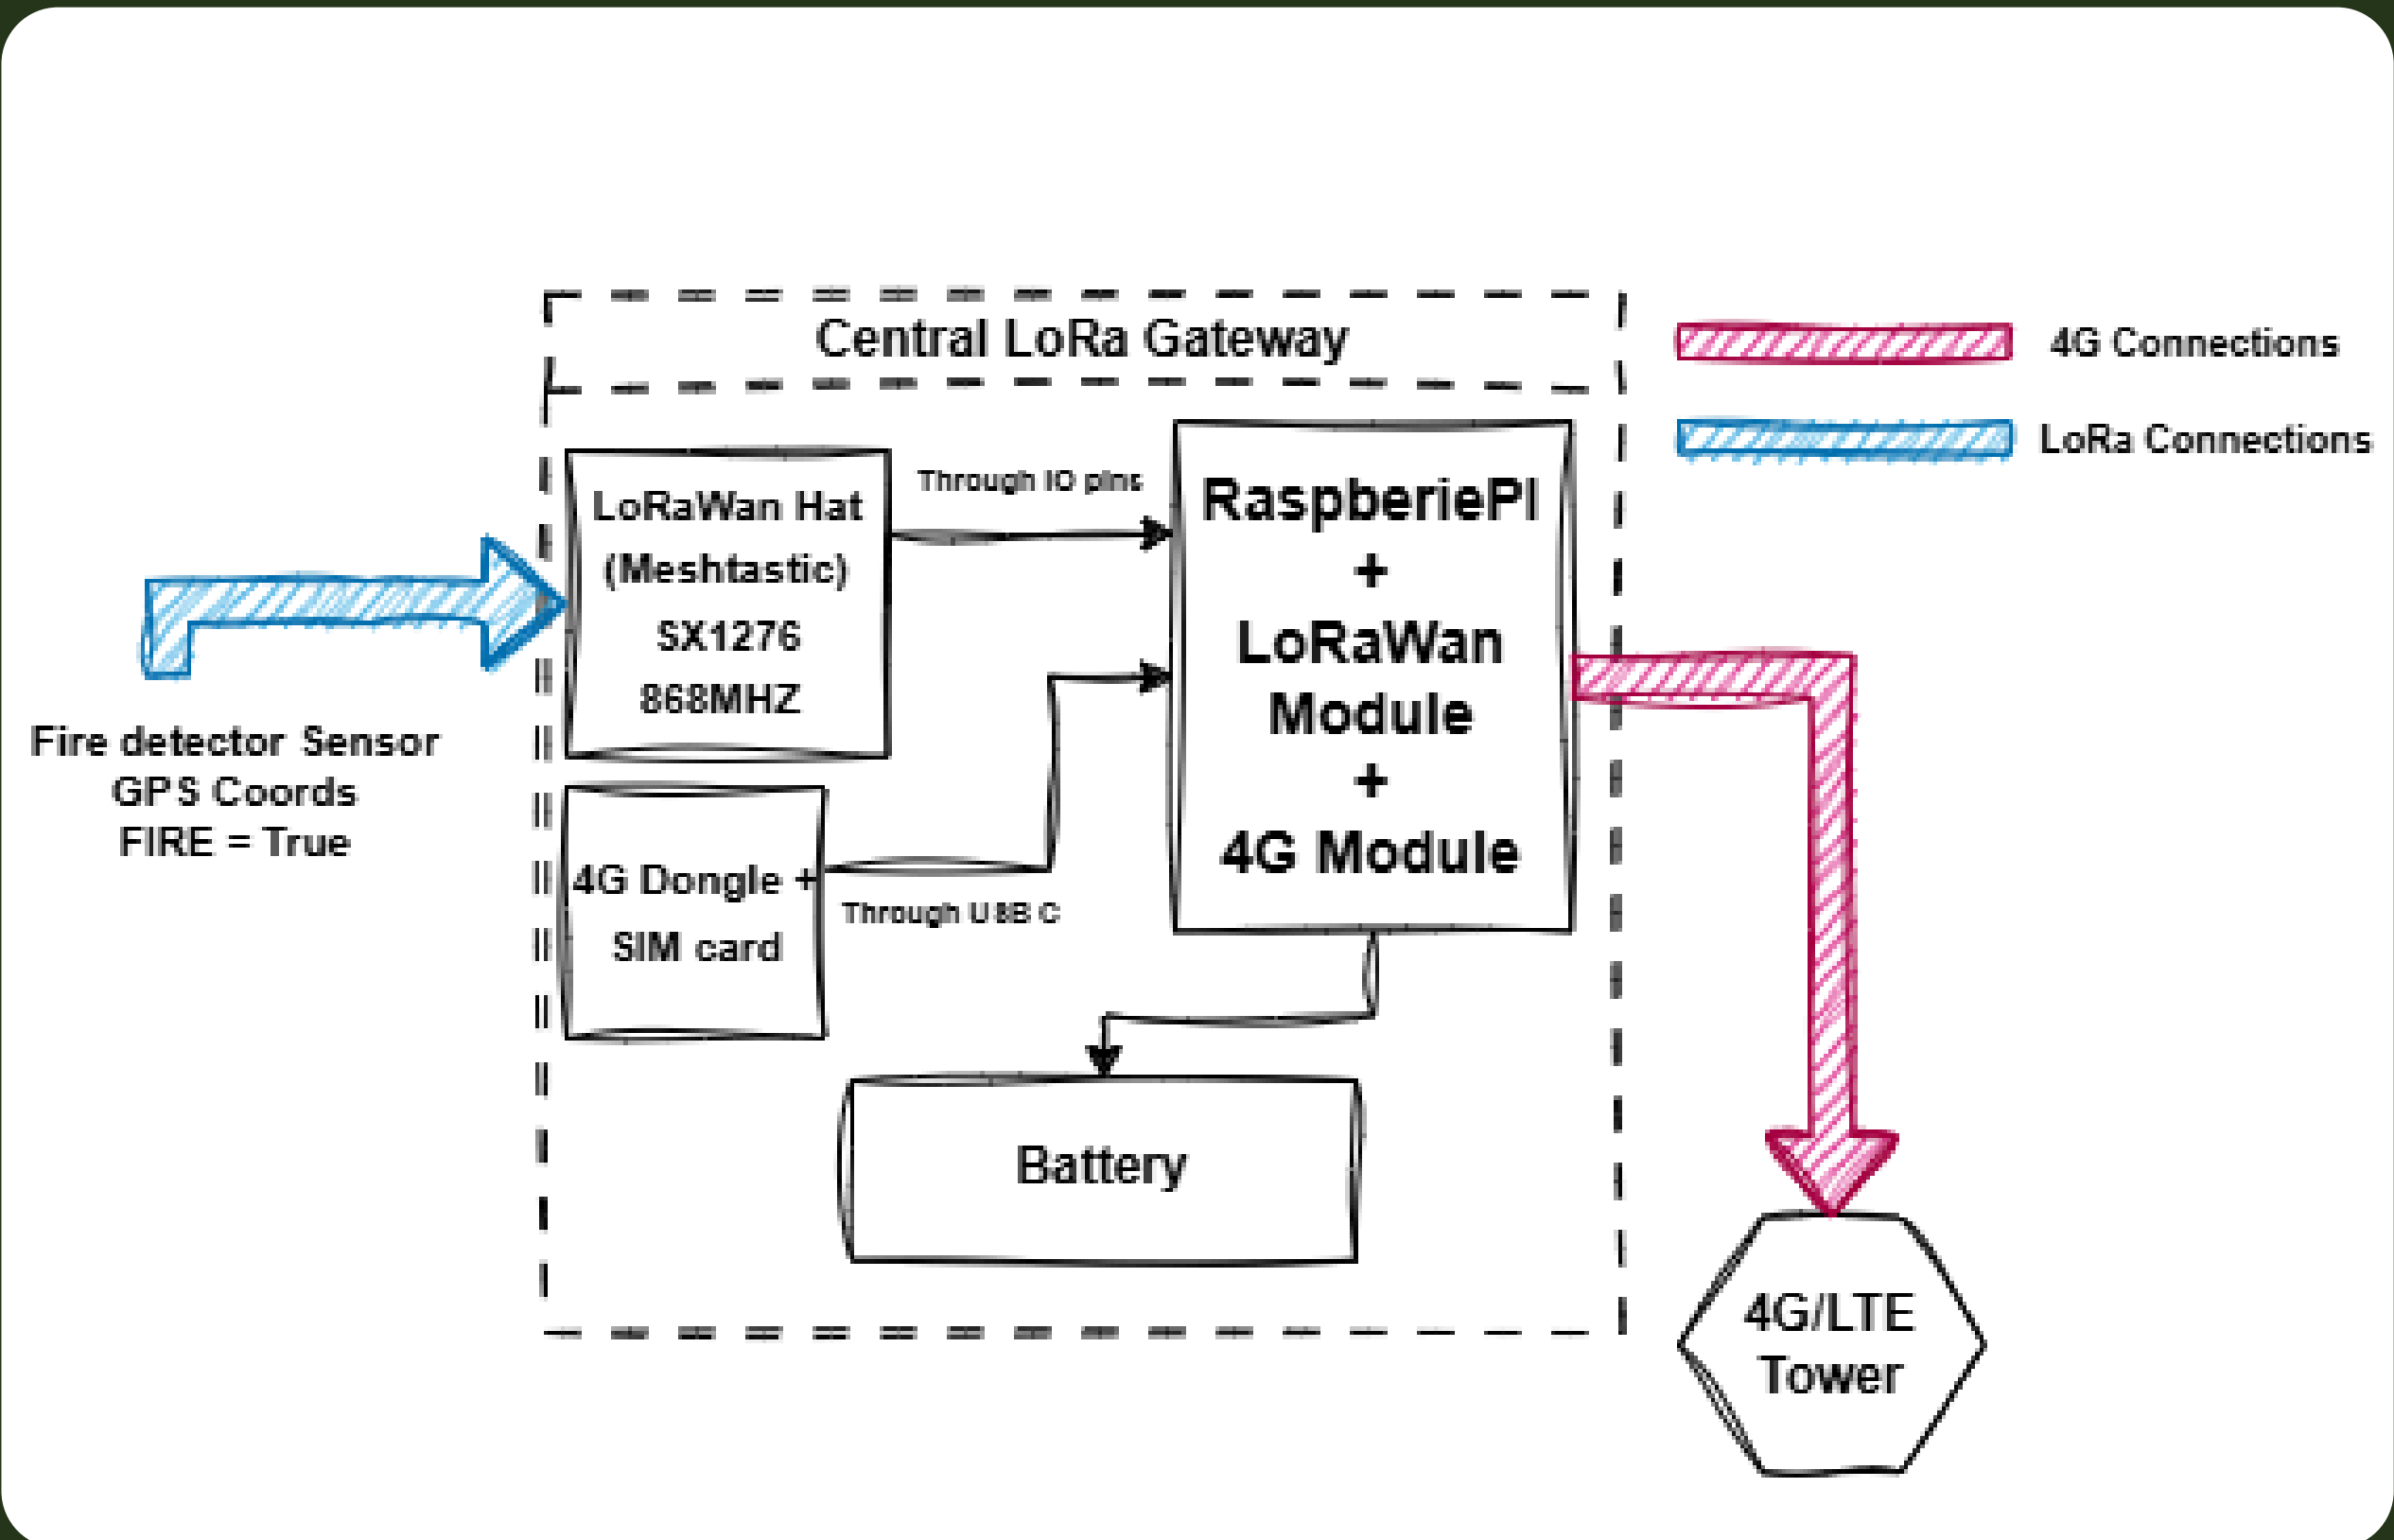 Central LoRa Gateway
4G Connections
LoRa Connections
LoRaWan Hat
(Meshtastic)
SX1276
868MHZ
Through IO pins
RaspberiePI
+
LoRaWan
Module
+
4G Module
Fire detector Sensor
GPS Coords
FIRE = True
4G Dongle +
SIM card
Through USB C
Battery
4G/LTE
Tower